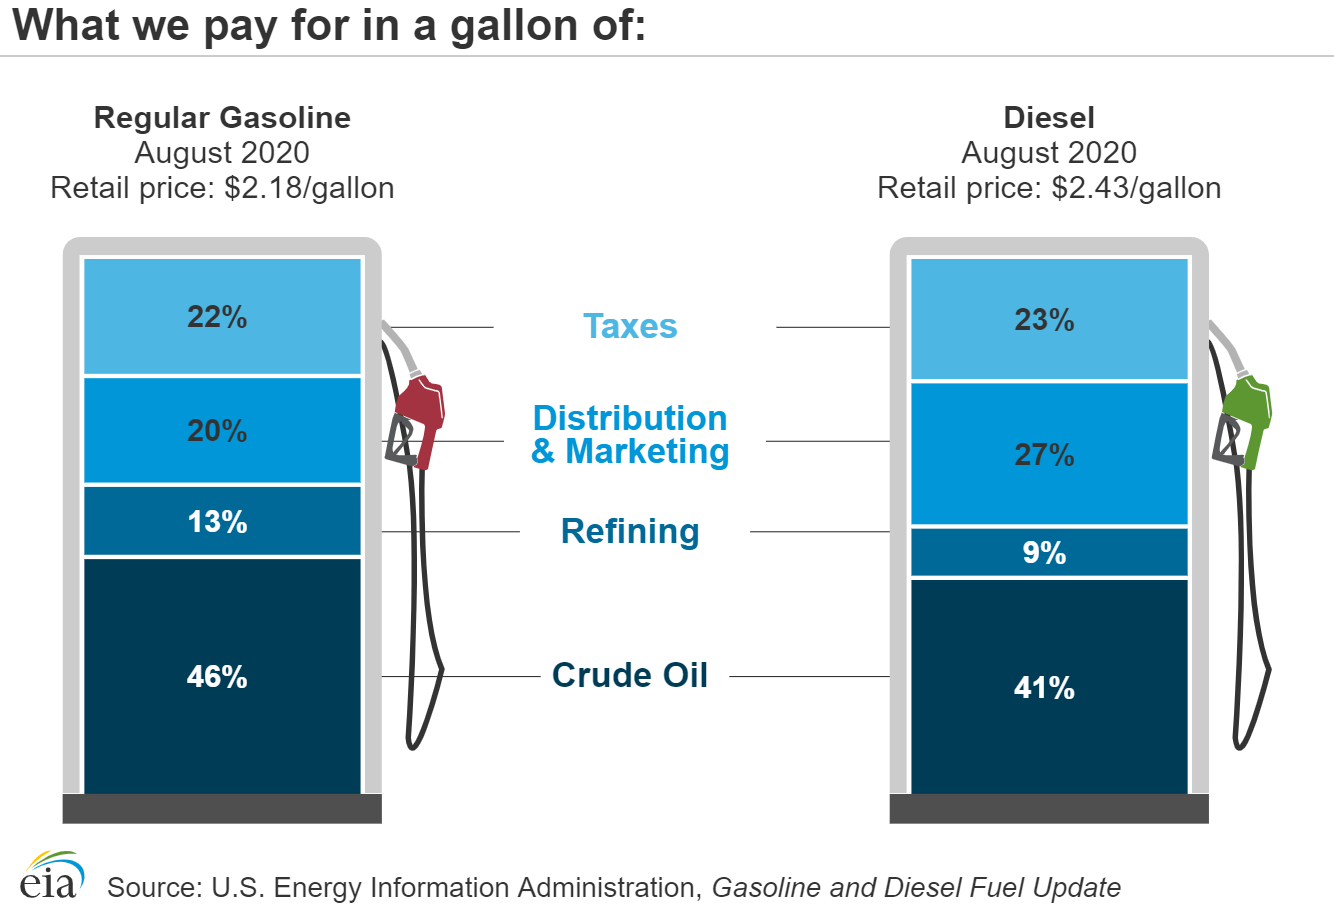 What we pay for in a gallon of:
Regular Gasoline
August 2020
Retail price: $2.18/gallon
Diesel
August 2020
Retail price: $2.43/gallon
22%
Taxes
23%
20%
Distribution
& Marketing
27%
13%
Refining
9%
46%
Crude Oil
41%
eia
Source: U.S. Energy Information Administration, Gasoline and Diesel Fuel Update